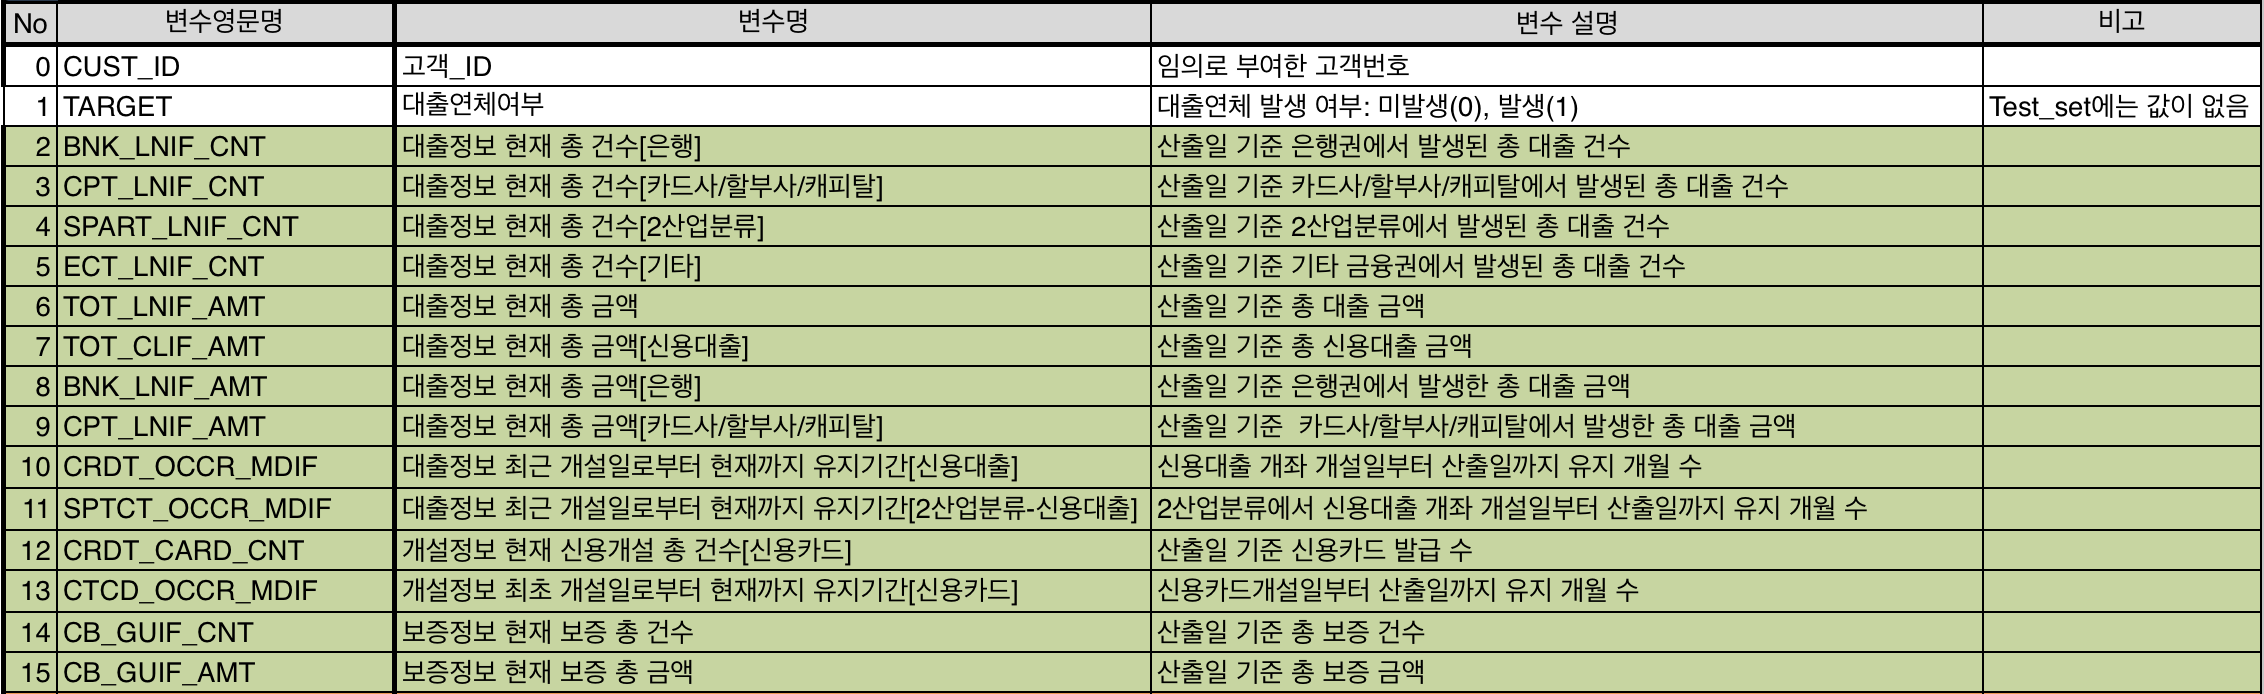 No 변수영문명 변수명 변수 설명 비고
0 CUST_ID 고객_ID 임의로 부여한 고객번호
1 TARGET 대출연체여부 대출연체 발생 여부: 미발생(0), 발생(1) Test_set에는 값이 없음
2 BNK_LNIF_CNT 대출정보 현재 총 건수[은행] 산출일 기준 은행권에서 발생된 총 대출 건수
3 CPT_LNIF_CNT 대출정보 현재 총 건수[카드사/할부사/캐피탈] 산출일 기준 카드사/할부사/캐피탈에서 발생된 총 대출 건수
4 SPART_LNIF_CNT 대출정보 현재 총 건수[2산업분류] 산출일 기준 2산업분류에서 발생된 총 대출 건수
5 ECT_LNIF_CNT 대출정보 현재 총 건수[기타] 산출일 기준 기타 금융권에서 발생된 총 대출 건수
6 TOT_LNIF_AMT 대출정보 현재 총 금액 산출일 기준 총 대출 금액
7 TOT_CLIF_AMT 대출정보 현재 총 금액[신용대출] 산출일 기준 총 신용대출 금액
8 BNK_LNIF_AMT 대출정보 현재 총 금액[은행] 산출일 기준 은행권에서 발생한 총 대출 금액
9 CPT_LNIF_AMT 대출정보 현재 총 금액[카드사/할부사/캐피탈] 산출일 기준  카드사/할부사/캐피탈에서 발생한 총 대출 금액
10 CRDT_OCCR_MDIF 대출정보 최근 개설일로부터 현재까지 유지기간[신용대출] 신용대출 개좌 개설일부터 산출일까지 유지 개월 수
11 SPTCT_OCCR_MDIF 대출정보 최근 개설일로부터 현재까지 유지기간[2산업분류-신용대출] 2산업분류에서 신용대출 개좌 개설일부터 산출일까지 유지 개월 수
12 CRDT_CARD_CNT 개설정보 현재 신용개설 총 건수[신용카드] 산출일 기준 신용카드 발급 수
13 CTCD_OCCR_MDIF 개설정보 최초 개설일로부터 현재까지 유지기간[신용카드] 신용카드개설일부터 산출일까지 유지 개월 수
14 CB_GUIF_CNT 보증정보 현재 보증 총 건수 산출일 기준 총 보증 건수
15 CB_GUIF_AMT 보증정보 현재 보증 총 금액 산출일 기준 총 보증 금액